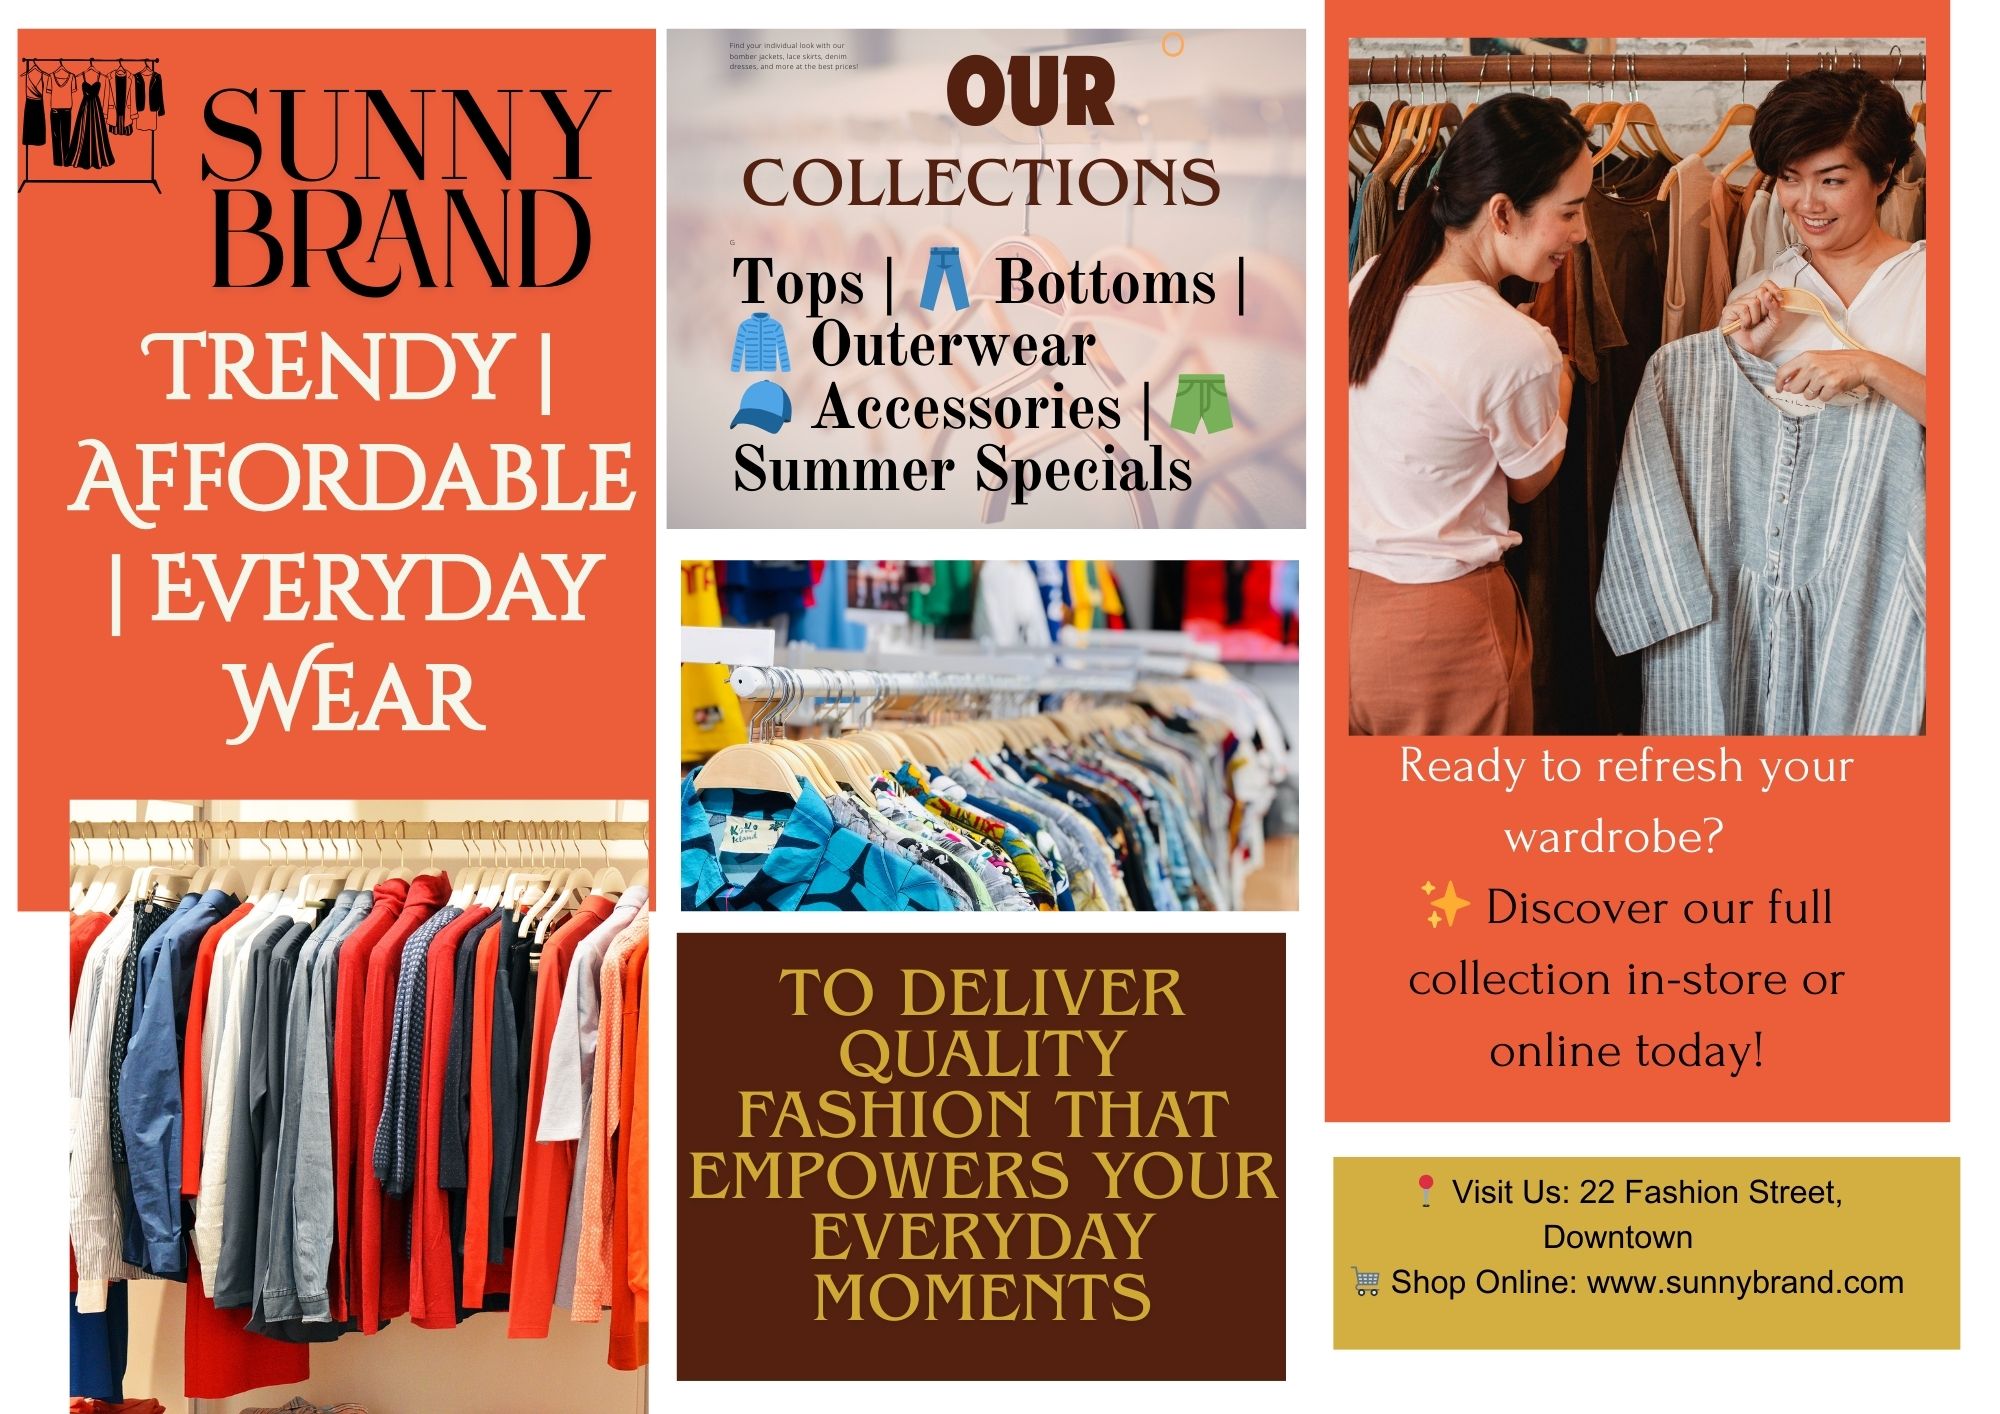 SUNNY
BRAND
TRENDY |
AFFORDABLE
| EVERYDAY
WEAR
Find your individual look with our
bomber jackets, lace skirts, denim
dresses, and more at the best prices!
OUR
COLLECTIONS
G
Tops | 👖 Bottoms |
🧥 Outerwear
🧢 Accessories | 🩳
Summer Specials
TO DELIVER
QUALITY
FASHION THAT
EMPOWERS YOUR
EVERYDAY
MOMENTS
Ready to refresh your
wardrobe?
✨ Discover our full
collection in-store or
online today!
📍 Visit Us: 22 Fashion Street,
Downtown
🛒 Shop Online: www.sunnybrand.com